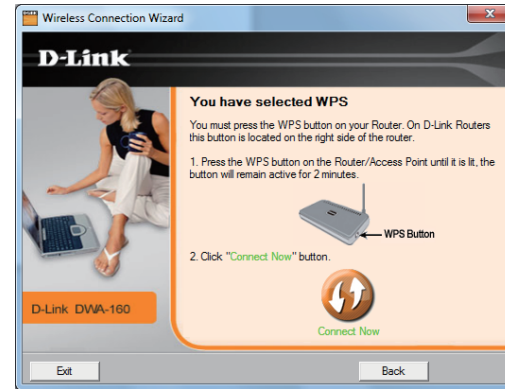 Wireless Connection Wizard
D-Link
You have selected WPS
You must press the WPS button on your Router. On D-Link Routers
this button is located on the right side of the router.
1. Press the WPS button on the Router/Access Point until it is lit, the
button will remain active for 2 minutes.
WPS Button
2. Click "Connect Now" button.
D-Link DWA-160
Connect Now
Exit
Back